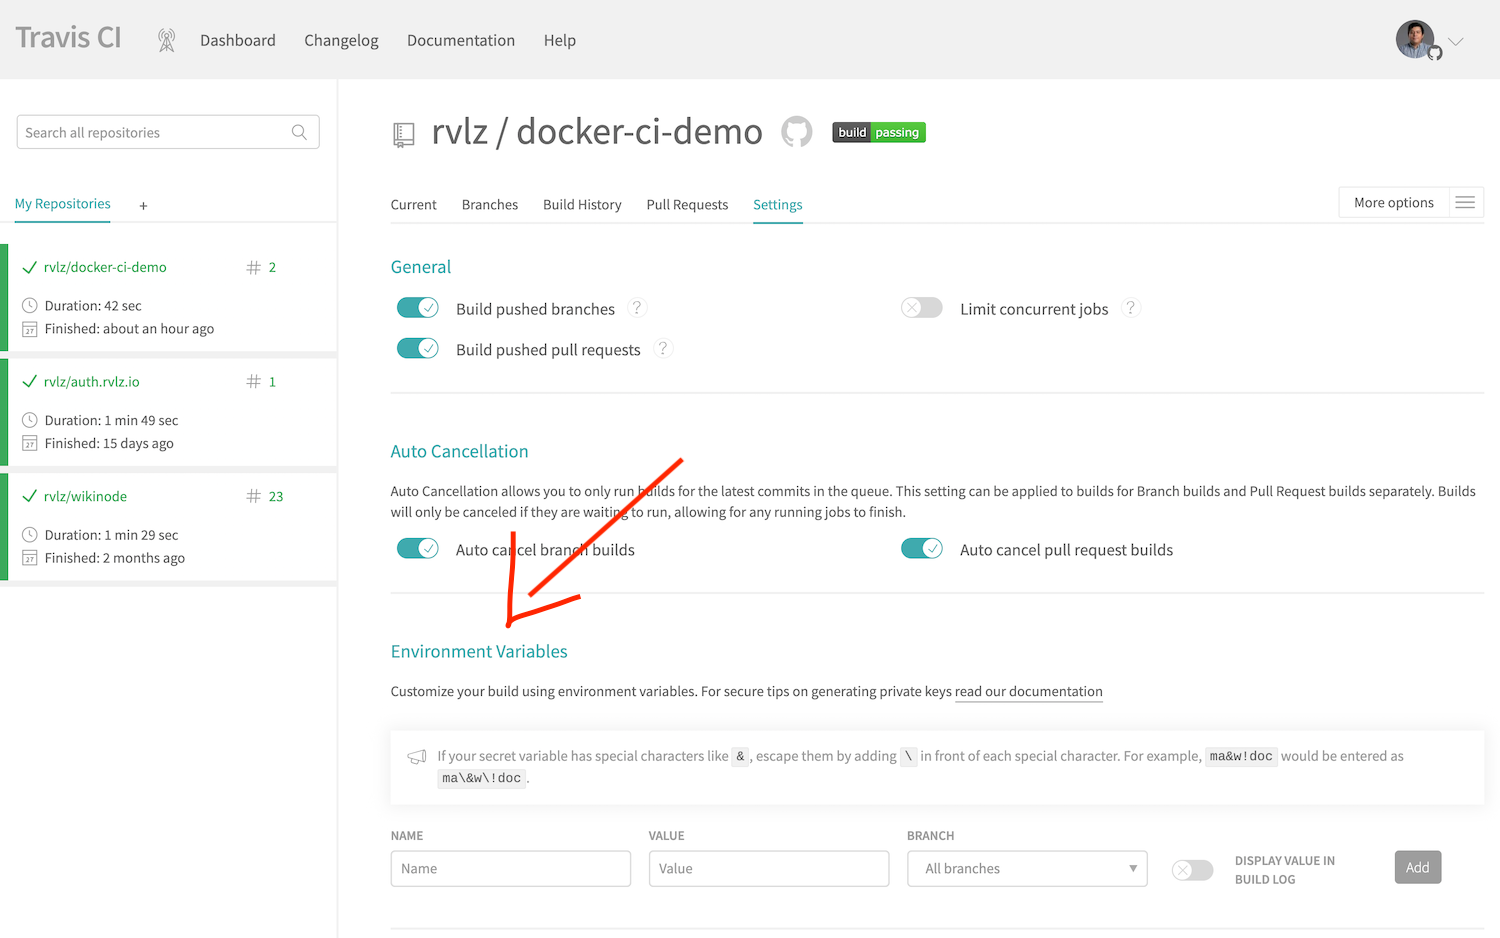 Travis CI
Dashboard
Changelog
Documentation
Help
Search all repositories
My Repositories +
rvlz/docker-ci-demo # 2
Duration: 42 sec
27 Finished: about an hour ago
rvlz/auth.rvlz.io # 1
Duration: 1 min 49 sec
27 Finished: 15 days ago
rvlz/wikinode # 23
Duration: 1 min 29 sec
27 Finished: 2 months ago
rvlz / docker-ci-demo build passing
Current Branches Build History Pull Requests Settings More options
General
Build pushed branches ? Limit concurrent jobs ?
Build pushed pull requests ?
Auto Cancellation
Auto Cancellation allows you to only run builds for the latest commits in the queue. This setting can be applied to builds for Branch builds and Pull Request builds separately. Builds
will only be canceled if they are waiting to run, allowing for any running jobs to finish.
Auto cancel branch builds Auto cancel pull request builds
Environment Variables
Customize your build using environment variables. For secure tips on generating private keys read our documentation
If your secret variable has special characters like & , escape them by adding \ in front of each special character. For example, ma&w!doc would be entered as
ma\&w\!doc .
NAME VALUE BRANCH
Name Value All branches DISPLAY VALUE IN
BUILD LOG
Add